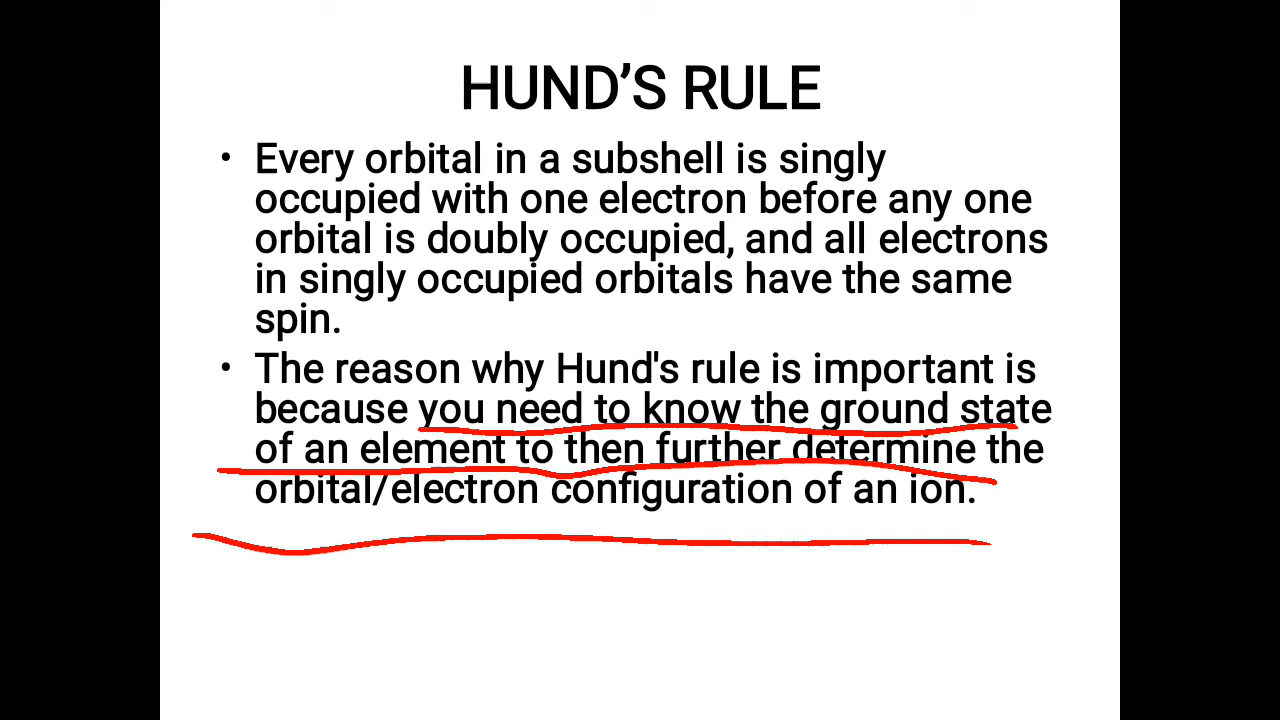 HUND’S RULE
• Every orbital in a subshell is singly
occupied with one electron before any one
orbital is doubly occupied, and all electrons
in singly occupied orbitals have the same
spin.
• The reason why Hund's rule is important is
because you need to know the ground state
of an element to then further determine the
orbital/electron configuration of an ion.